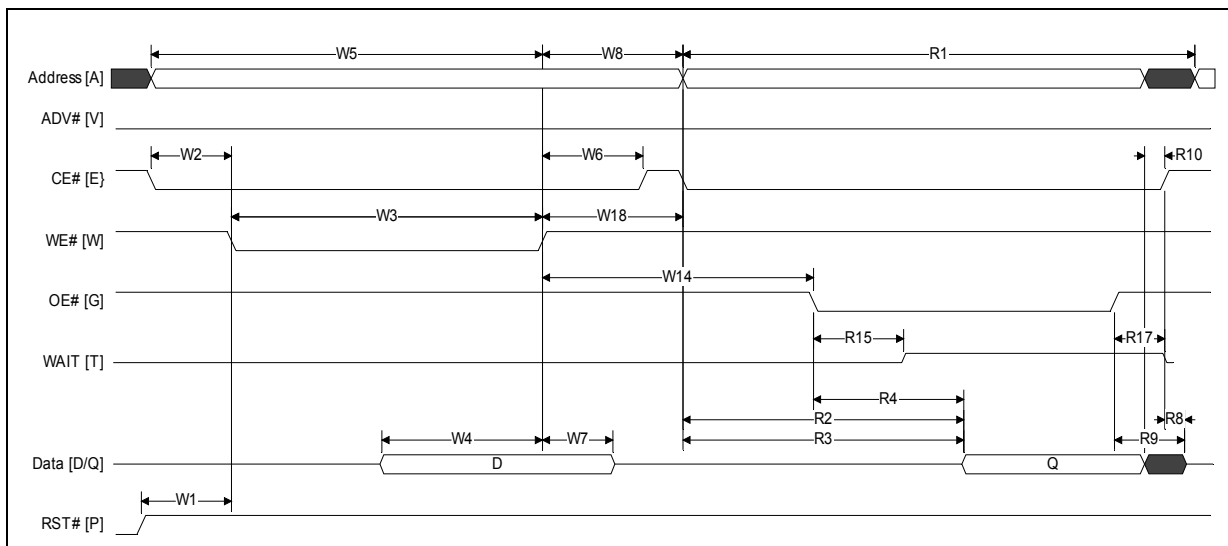 W5 W8 R1
Address [A]
ADV# [V]
W2 W6 R10
CE# [E}
W3 W18
WE# [W]
W14
OE# [G]
R15 R17
WAIT [T]
R4
R2 R8
W4 W7 R3 R9
Data [D/Q] D Q
W1
RST# [P]